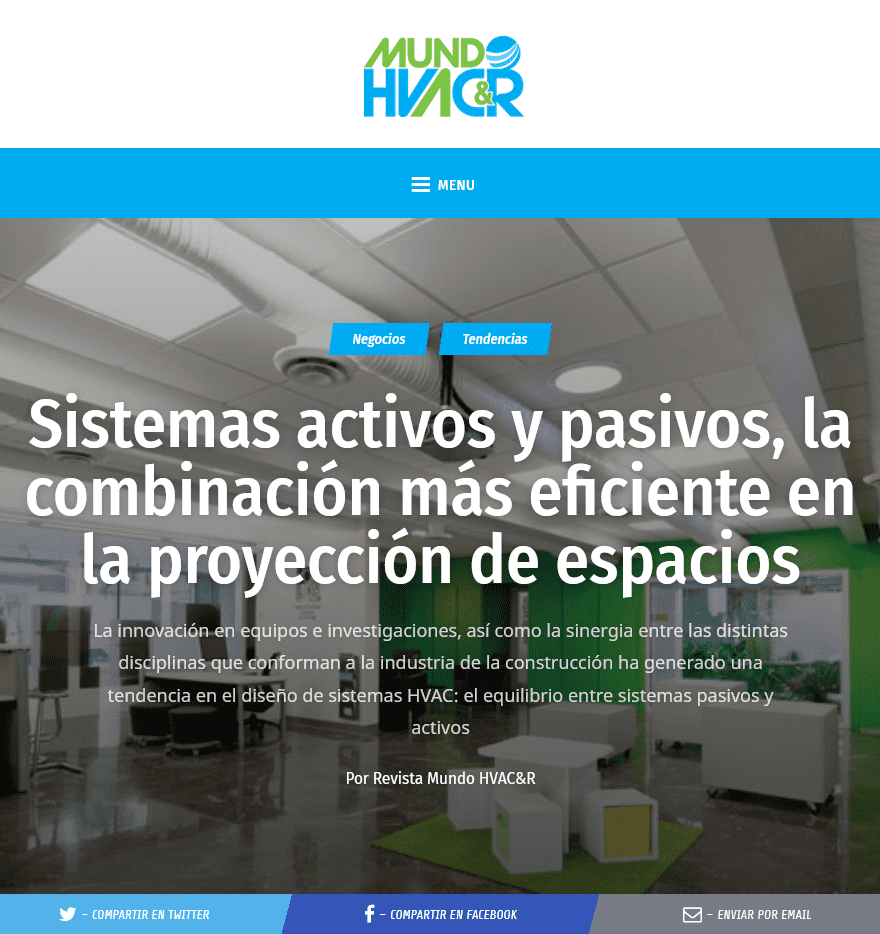 MUNDO
HVAC&R
MENU
Negocios Tendencias
Sistemas activos y pasivos, la
combinación más eficiente en
la proyección de espacios
La innovación en equipos e investigaciones, así como la sinergia entre las distintas
disciplinas que conforman a la industria de la construcción ha generado una
tendencia en el diseño de sistemas HVAC: el equilibrio entre sistemas pasivos y
activos
Por Revista Mundo HVAC&R
– COMPARTIR EN TWITTER – COMPARTIR EN FACEBOOK – ENVIAR POR EMAIL